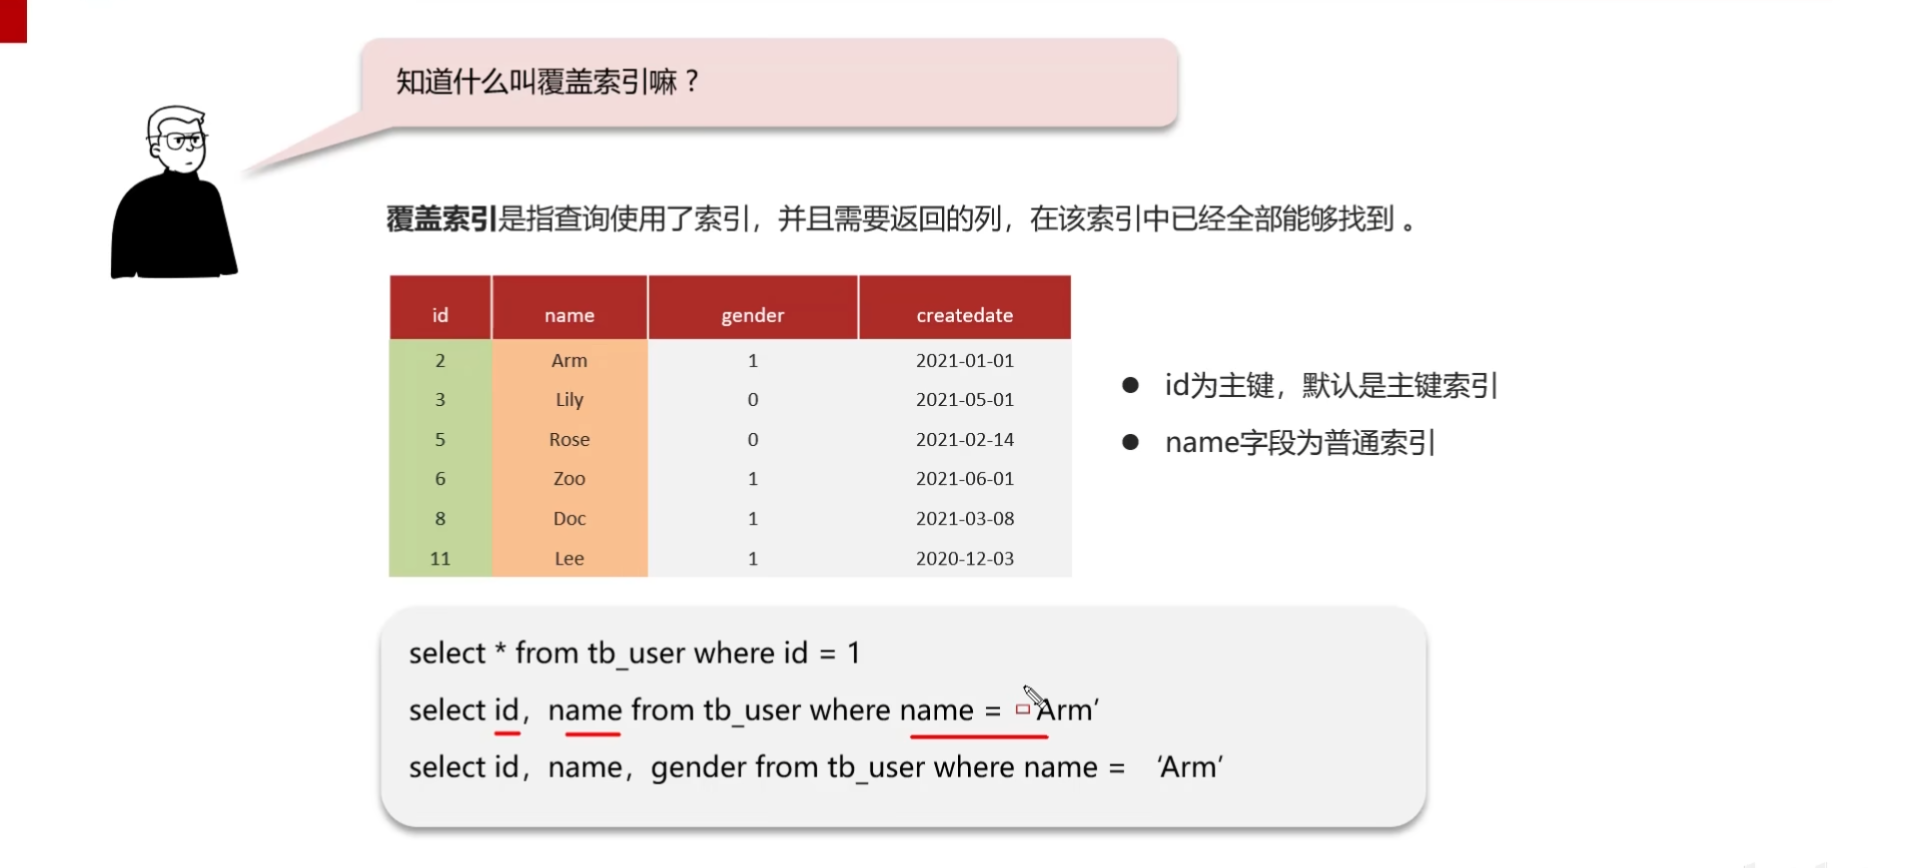 知道什么叫覆盖索引嘛？
覆盖索引是指查询使用了索引，并且需要返回的列，在该索引中已经全部能够找到 。
id name gender createdate
2 Arm 1 2021-01-01
3 Lily 0 2021-05-01
5 Rose 0 2021-02-14
6 Zoo 1 2021-06-01
8 Doc 1 2021-03-08
11 Lee 1 2020-12-03
● id为主键，默认是主键索引
● name字段为普通索引
select * from tb_user where id = 1
select id，name from tb_user where name = Arm’
select id，name，gender from tb_user where name = ‘Arm’